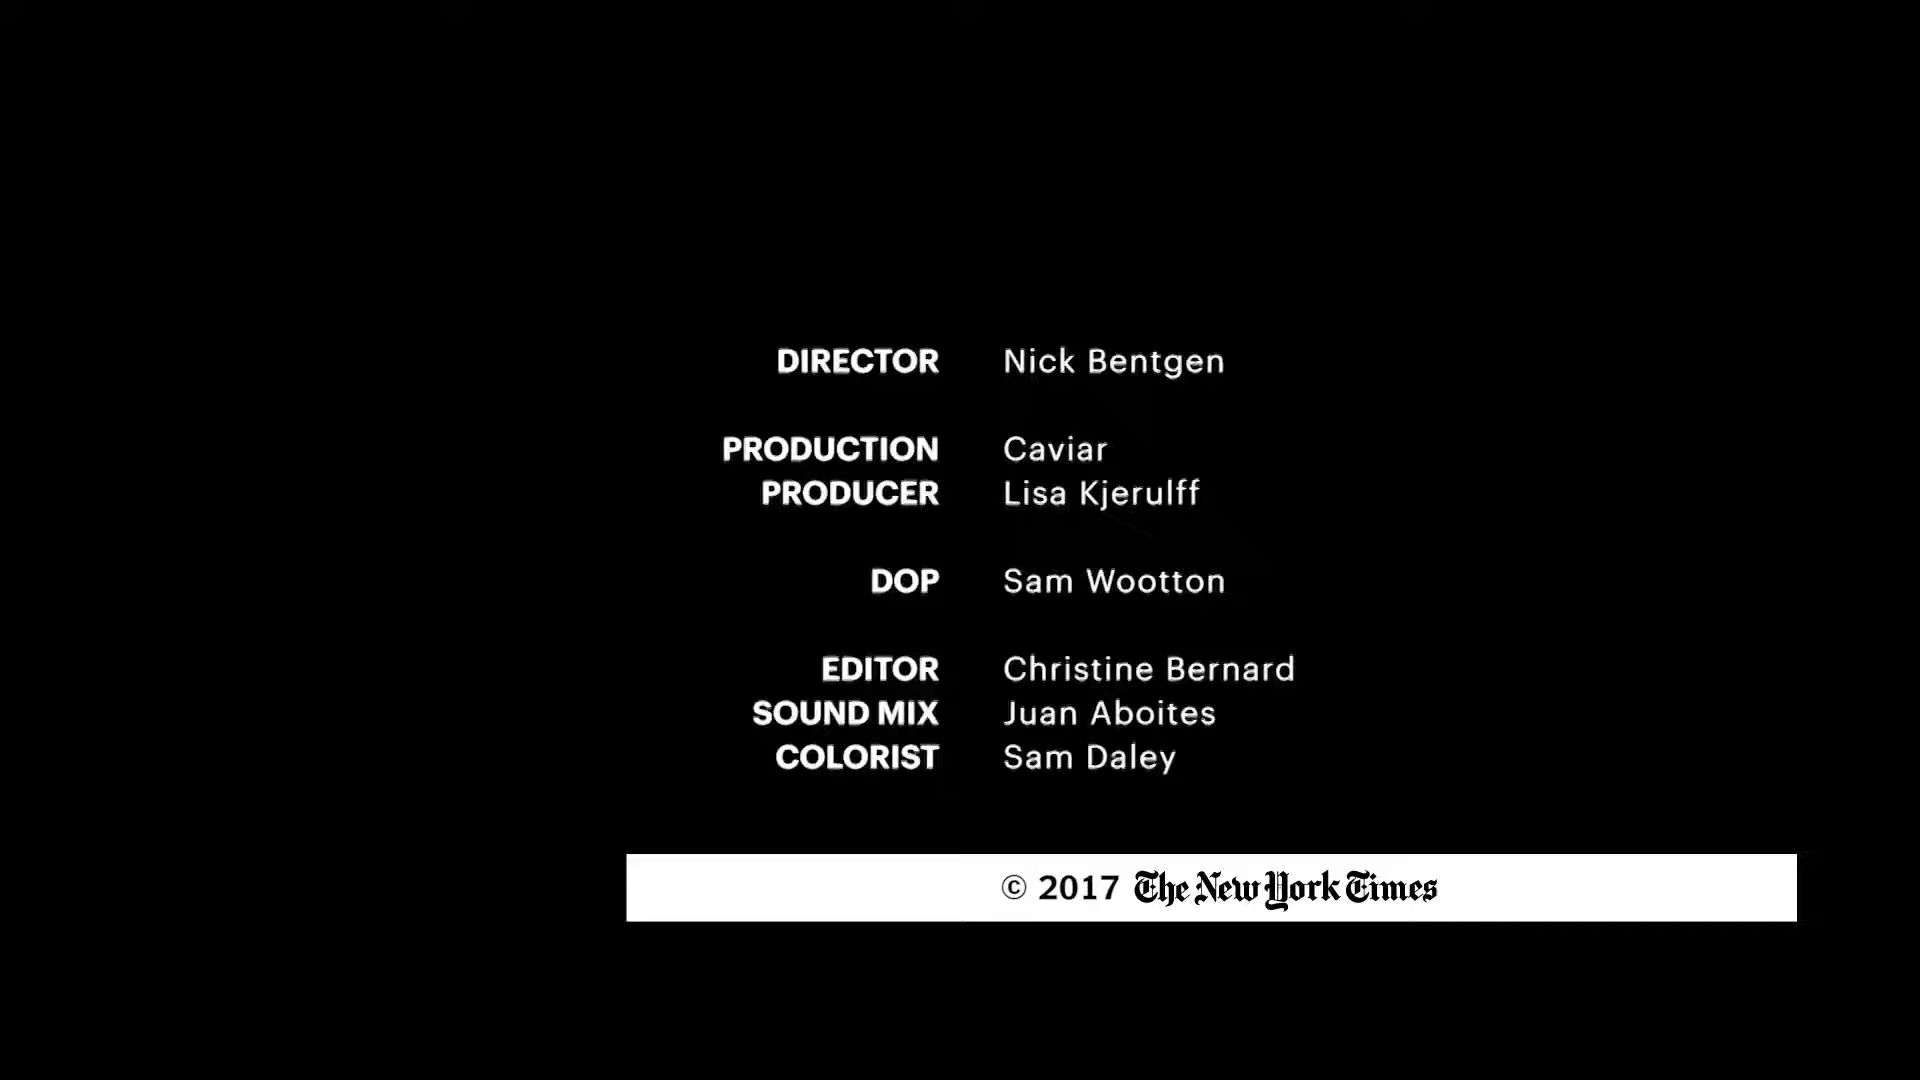 DIRECTOR Nick Bentgen
PRODUCTION Caviar
PRODUCER Lisa Kjerulff
DOP Sam Wootton
EDITOR Christine Bernard
SOUND MIX Juan Aboites
COLORIST Sam Daley
© 2017 The New York Times